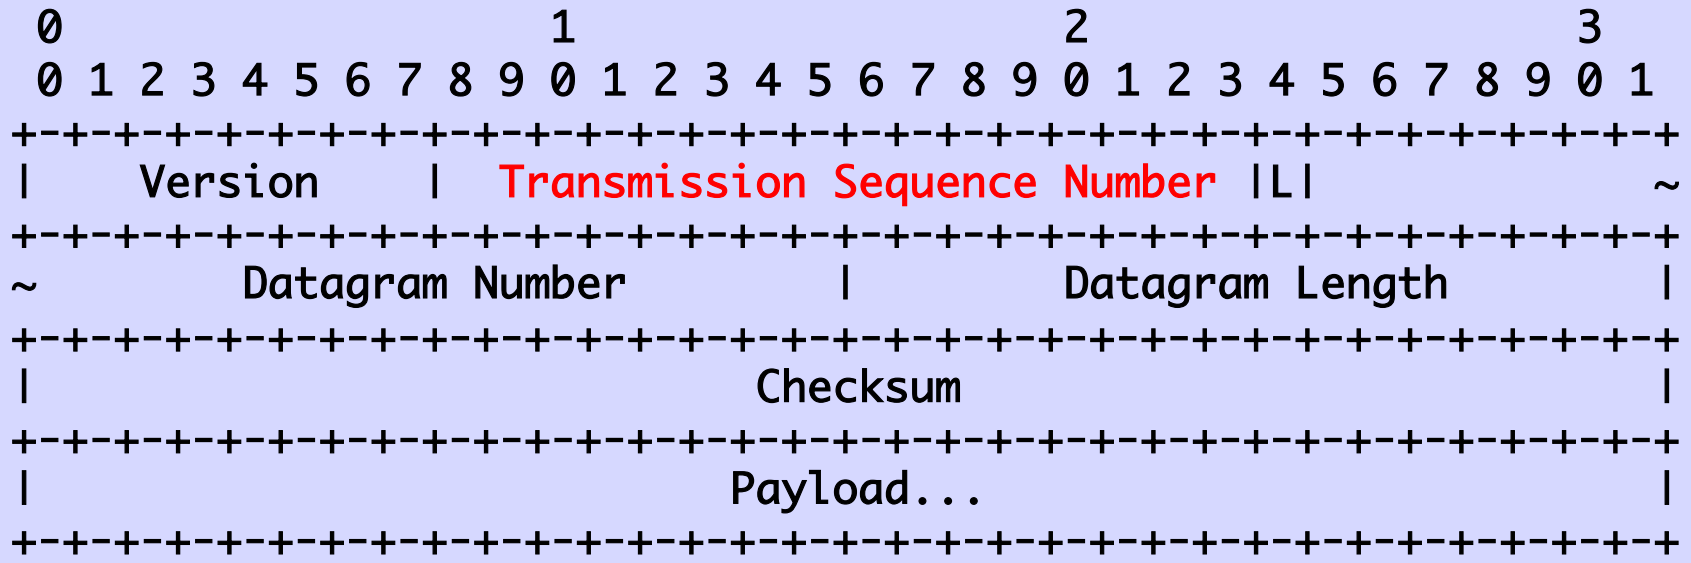 0                   1                   2                   3
 0 1 2 3 4 5 6 7 8 9 0 1 2 3 4 5 6 7 8 9 0 1 2 3 4 5 6 7 8 9 0 1
+-+-+-+-+-+-+-+-+-+-+-+-+-+-+-+-+-+-+-+-+-+-+-+-+-+-+-+-+-+-+-+-+
|    Version    |  Transmission Sequence Number |L|             ~
+-+-+-+-+-+-+-+-+-+-+-+-+-+-+-+-+-+-+-+-+-+-+-+-+-+-+-+-+-+-+-+-+
~        Datagram Number        |        Datagram Length        |
+-+-+-+-+-+-+-+-+-+-+-+-+-+-+-+-+-+-+-+-+-+-+-+-+-+-+-+-+-+-+-+-+
|                            Checksum                           |
+-+-+-+-+-+-+-+-+-+-+-+-+-+-+-+-+-+-+-+-+-+-+-+-+-+-+-+-+-+-+-+-+
|                           Payload...                          |
+-+-+-+-+-+-+-+-+-+-+-+-+-+-+-+-+-+-+-+-+-+-+-+-+-+-+-+-+-+-+-+-+